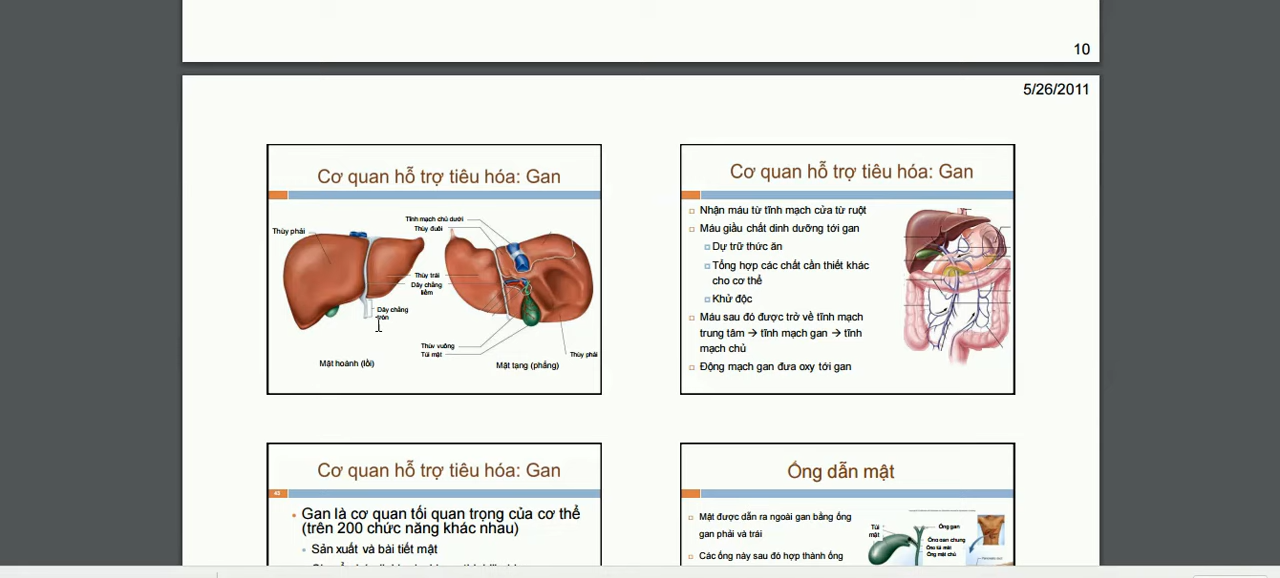 10
5/26/2011
Cơ quan hỗ trợ tiêu hóa: Gan
Tĩnh mạch chủ dưới
Thùy đuôi
Thùy phải
Thùy trái
Dây chằng
liềm
Dây chằng
tròn
Thùy vuông
Túi mật
Thùy phải
Mặt hoành (lồi)
Mặt tạng (phẳng)
Cơ quan hỗ trợ tiêu hóa: Gan
Nhận máu từ tĩnh mạch cửa từ ruột
Máu giầu chất dinh dưỡng tới gan
Dự trữ thức ăn
Tổng hợp các chất cần thiết khác
cho cơ thể
Khử độc
Máu sau đó được trở về tĩnh mạch
trung tâm → tĩnh mạch gan → tĩnh
mạch chủ
Động mạch gan đưa oxy tới gan
Cơ quan hỗ trợ tiêu hóa: Gan
Gan là cơ quan tối quan trọng của cơ thể
(trên 200 chức năng khác nhau)
Sản xuất và bài tiết mật
Ống dẫn mật
Mật được dẫn ra ngoài gan bằng ống
gan phải và trái
Các ống này sau đó hợp thành ống
Túi
mật
Ống gan
Ống mật chủ